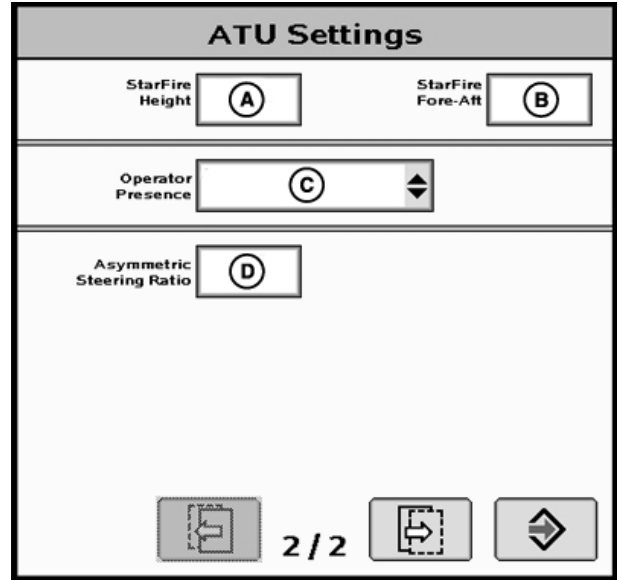 ATU Settings
StarFire
Height
A
StarFire
Fore-Aft
B
Operator
Presence
C
Asymmetric
Steering Ratio
D
2/2